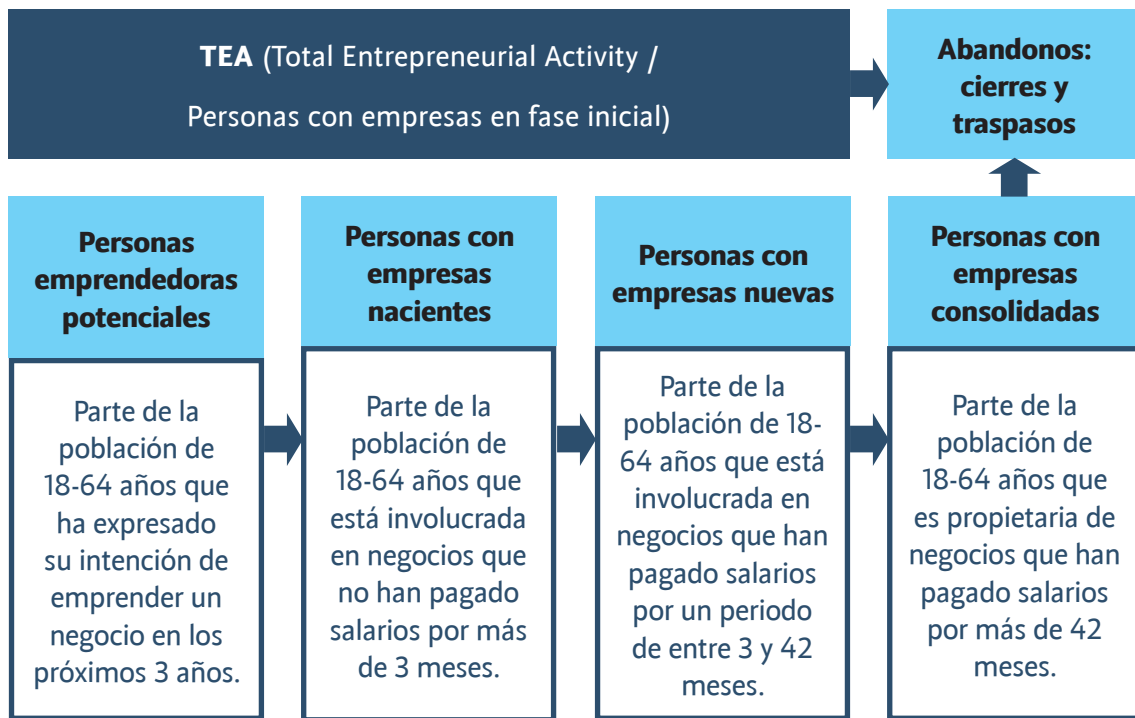 TEA (Total Entrepreneurial Activity /
Personas con empresas en fase inicial)
Abandonos:
cierres y
traspasos
Personas
emprendedoras
potenciales
Parte de la
población de
18-64 años que
ha expresado
su intención de
emprender un
negocio en los
próximos 3 años.
Personas con
empresas
nacientes
Parte de la
población de
18-64 años que
está involucrada
en negocios que
no han pagado
salarios por más
de 3 meses.
Personas con
empresas nuevas
Parte de la
población de 18-
64 años que está
involucrada en
negocios que han
pagado salarios
por un periodo
de entre 3 y 42
meses.
Personas con
empresas
consolidadas
Parte de la
población de
18-64 años que
es propietaria de
negocios que han
pagado salarios
por más de 42
meses.